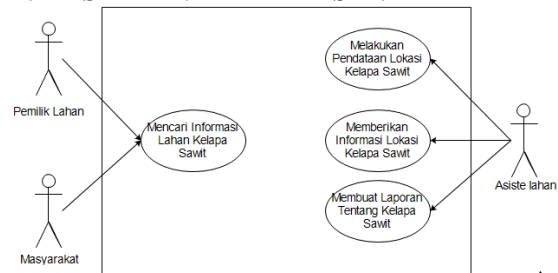 Melakukan
Pendataan Lokasi
Kelapa Sawit
Pemilik Lahan
Mencari Informasi
Lahan Kelapa
Sawit
Memberikan
Informasi Lokasi
Kelapa Sawit
Asiste lahan
Membuat Laporan
Tentang Kelapa
Sawit
Masyarakat